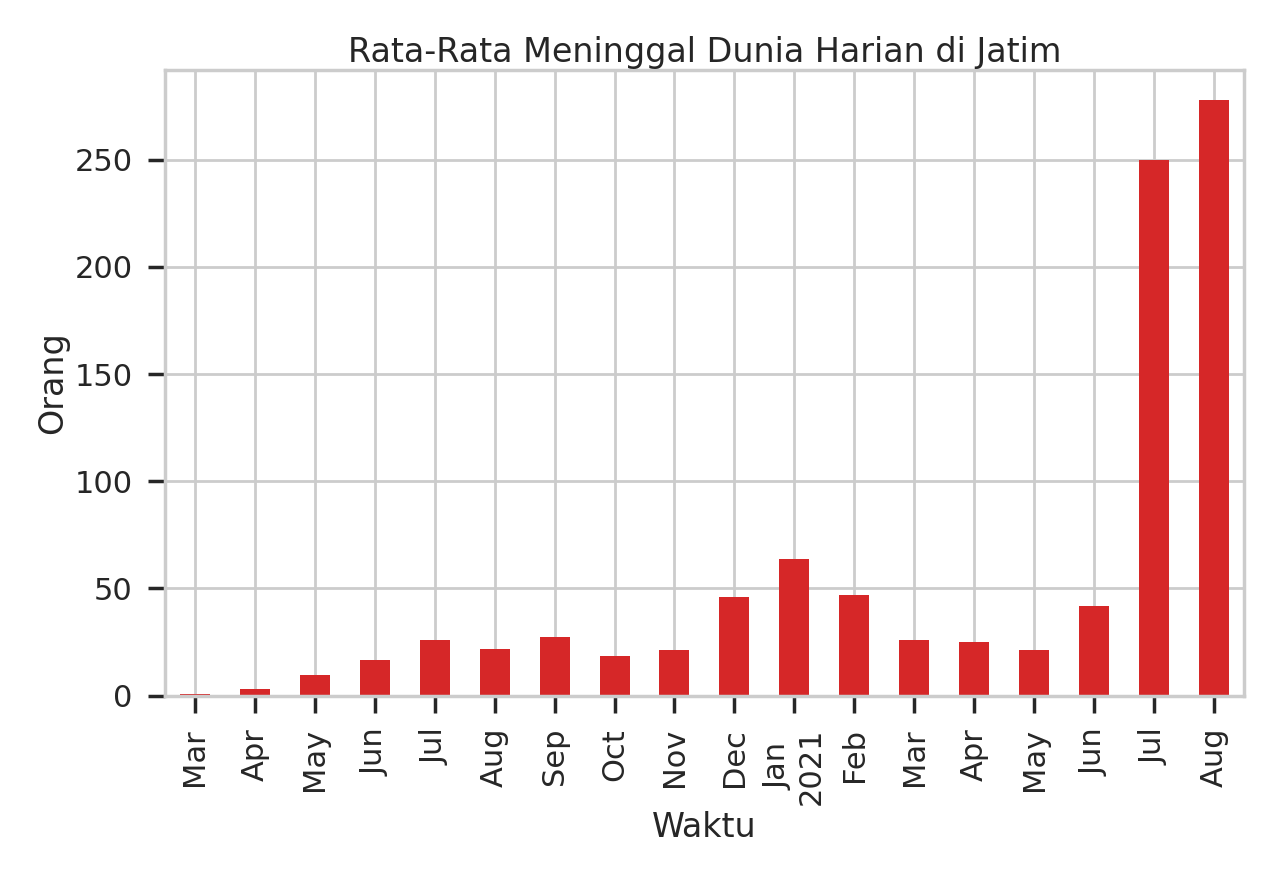 Rata-Rata Meninggal Dunia Harian di Jatim
Orang
250
200
150
100
50
0
Mar
Apr
May
Jun
Jul
Aug
Sep
Oct
Nov
Dec
Jan
2021
Feb
Mar
Apr
May
Jun
Jul
Aug
Waktu